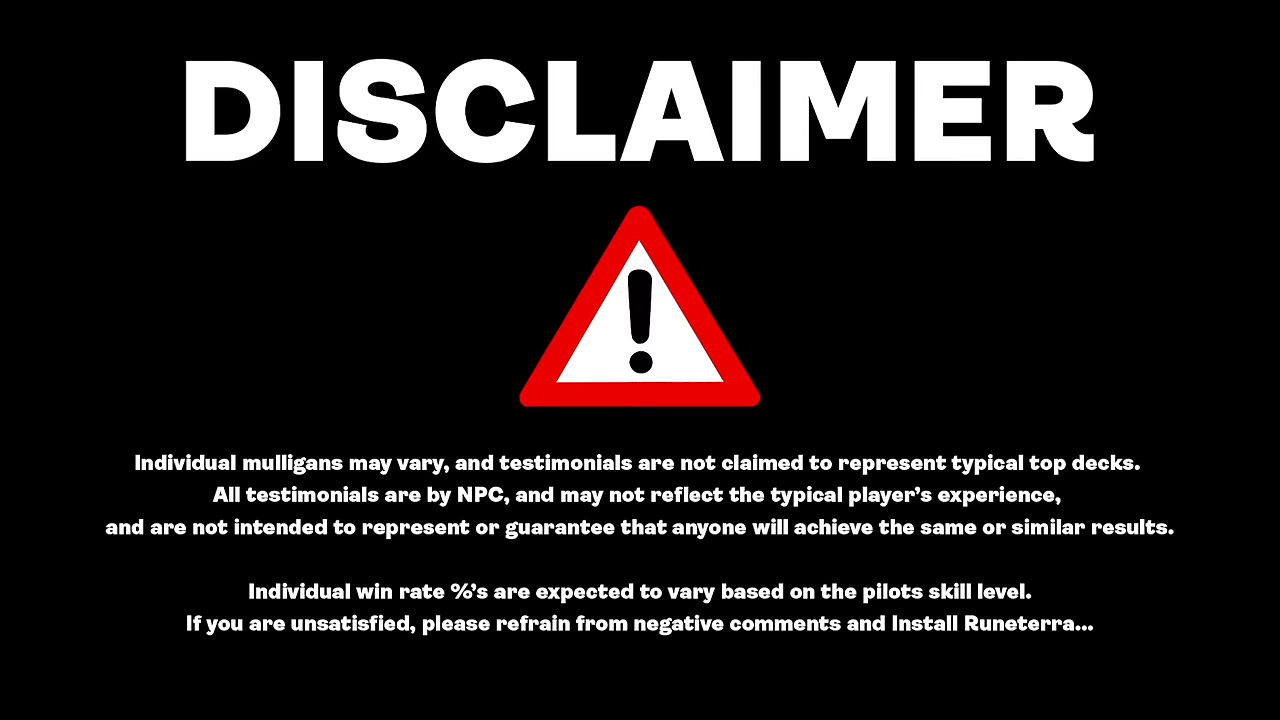 DISCLAIMER
!
Individual mulligans may vary, and testimonials are not claimed to represent typical top decks.
All testimonials are by NPC, and may not reflect the typical player’s experience,
and are not intended to represent or guarantee that anyone will achieve the same or similar results.
Individual win rate %’s are expected to vary based on the pilots skill level.
If you are unsatisfied, please refrain from negative comments and Install Runeterra...